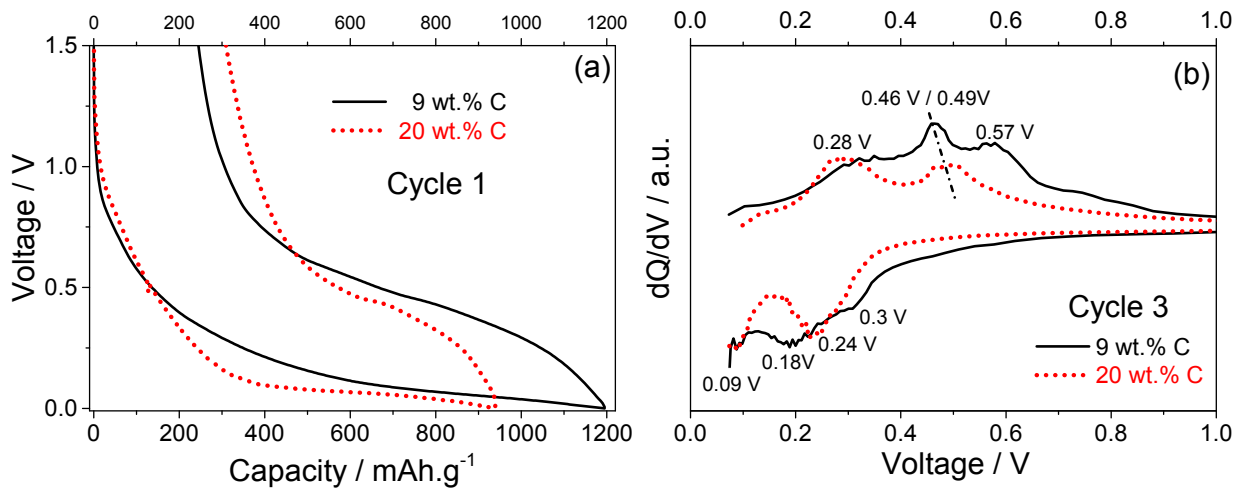 0 200 400 600 800 1000 1200
1.5
1.0
0.5
0.0
Voltage / V
(a)
9 wt.% C
20 wt.% C
Cycle 1
0 200 400 600 800 1000 1200
Capacity / mAh.g-1
0.0 0.2 0.4 0.6 0.8 1.0
(b)
dQ/dV / a.u.
0.46 V / 0.49V
0.28 V
0.57 V
0.3 V
0.24 V
0.18V
0.09 V
Cycle 3
9 wt.% C
20 wt.% C
0.0 0.2 0.4 0.6 0.8 1.0
Voltage / V